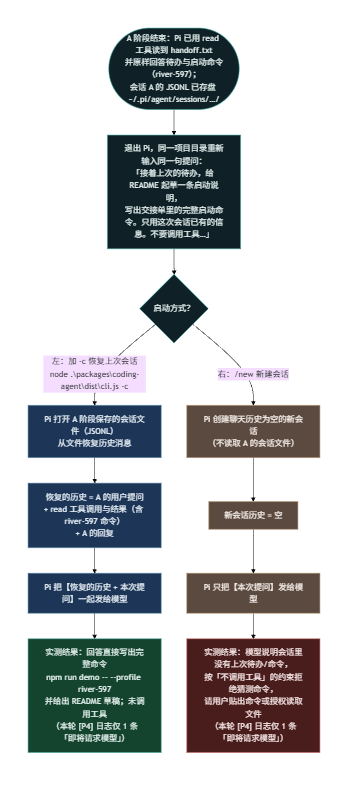 A 阶段结束：Pi 已用 read
工具读到 handoff.txt
并原样回答待办与启动命令
（river-597）；
会话 A 的 JSONL 已存盘
~/.pi/agent/sessions/.../
退出 Pi，同一项目目录重新
输入同一句提问：
「接着上次的待办，给
README 起草一条启动说
明，
写出交接单里的完整启动命
令。只用这次会话已有的信
息。不要调用工具…」
启动方式？
左：加 -c 恢复上次会话
node .\packages\coding-
agent\dist\cli.js -c
右：/new 新建会话
Pi 打开 A 阶段保存的会话文
件（JSONL）
从文件恢复历史消息
Pi 创建聊天历史为空的新会
话
（不读取 A 的会话文件）
恢复的历史 = A 的用户提问
+ read 工具调用与结果（含
river-597 命令）
+ A 的回复
新会话历史 = 空
Pi 把【恢复的历史 + 本次提
问】一起发给模型
Pi 只把【本次提问】发给模
型
实测结果：回答直接写出完
整命令
npm run demo -- --profile
river-597
并给出 README 草稿；未调
用工具
（本轮 [P4] 日志仅 1 条
「即将请求模型」）
实测结果：模型说明会话里
没有上次待办/命令，
按「不调用工具」的约束拒
绝猜测命令，
请用户贴出命令或授权读取
文件
（本轮 [P4] 日志仅 1 条
「即将请求模型」）